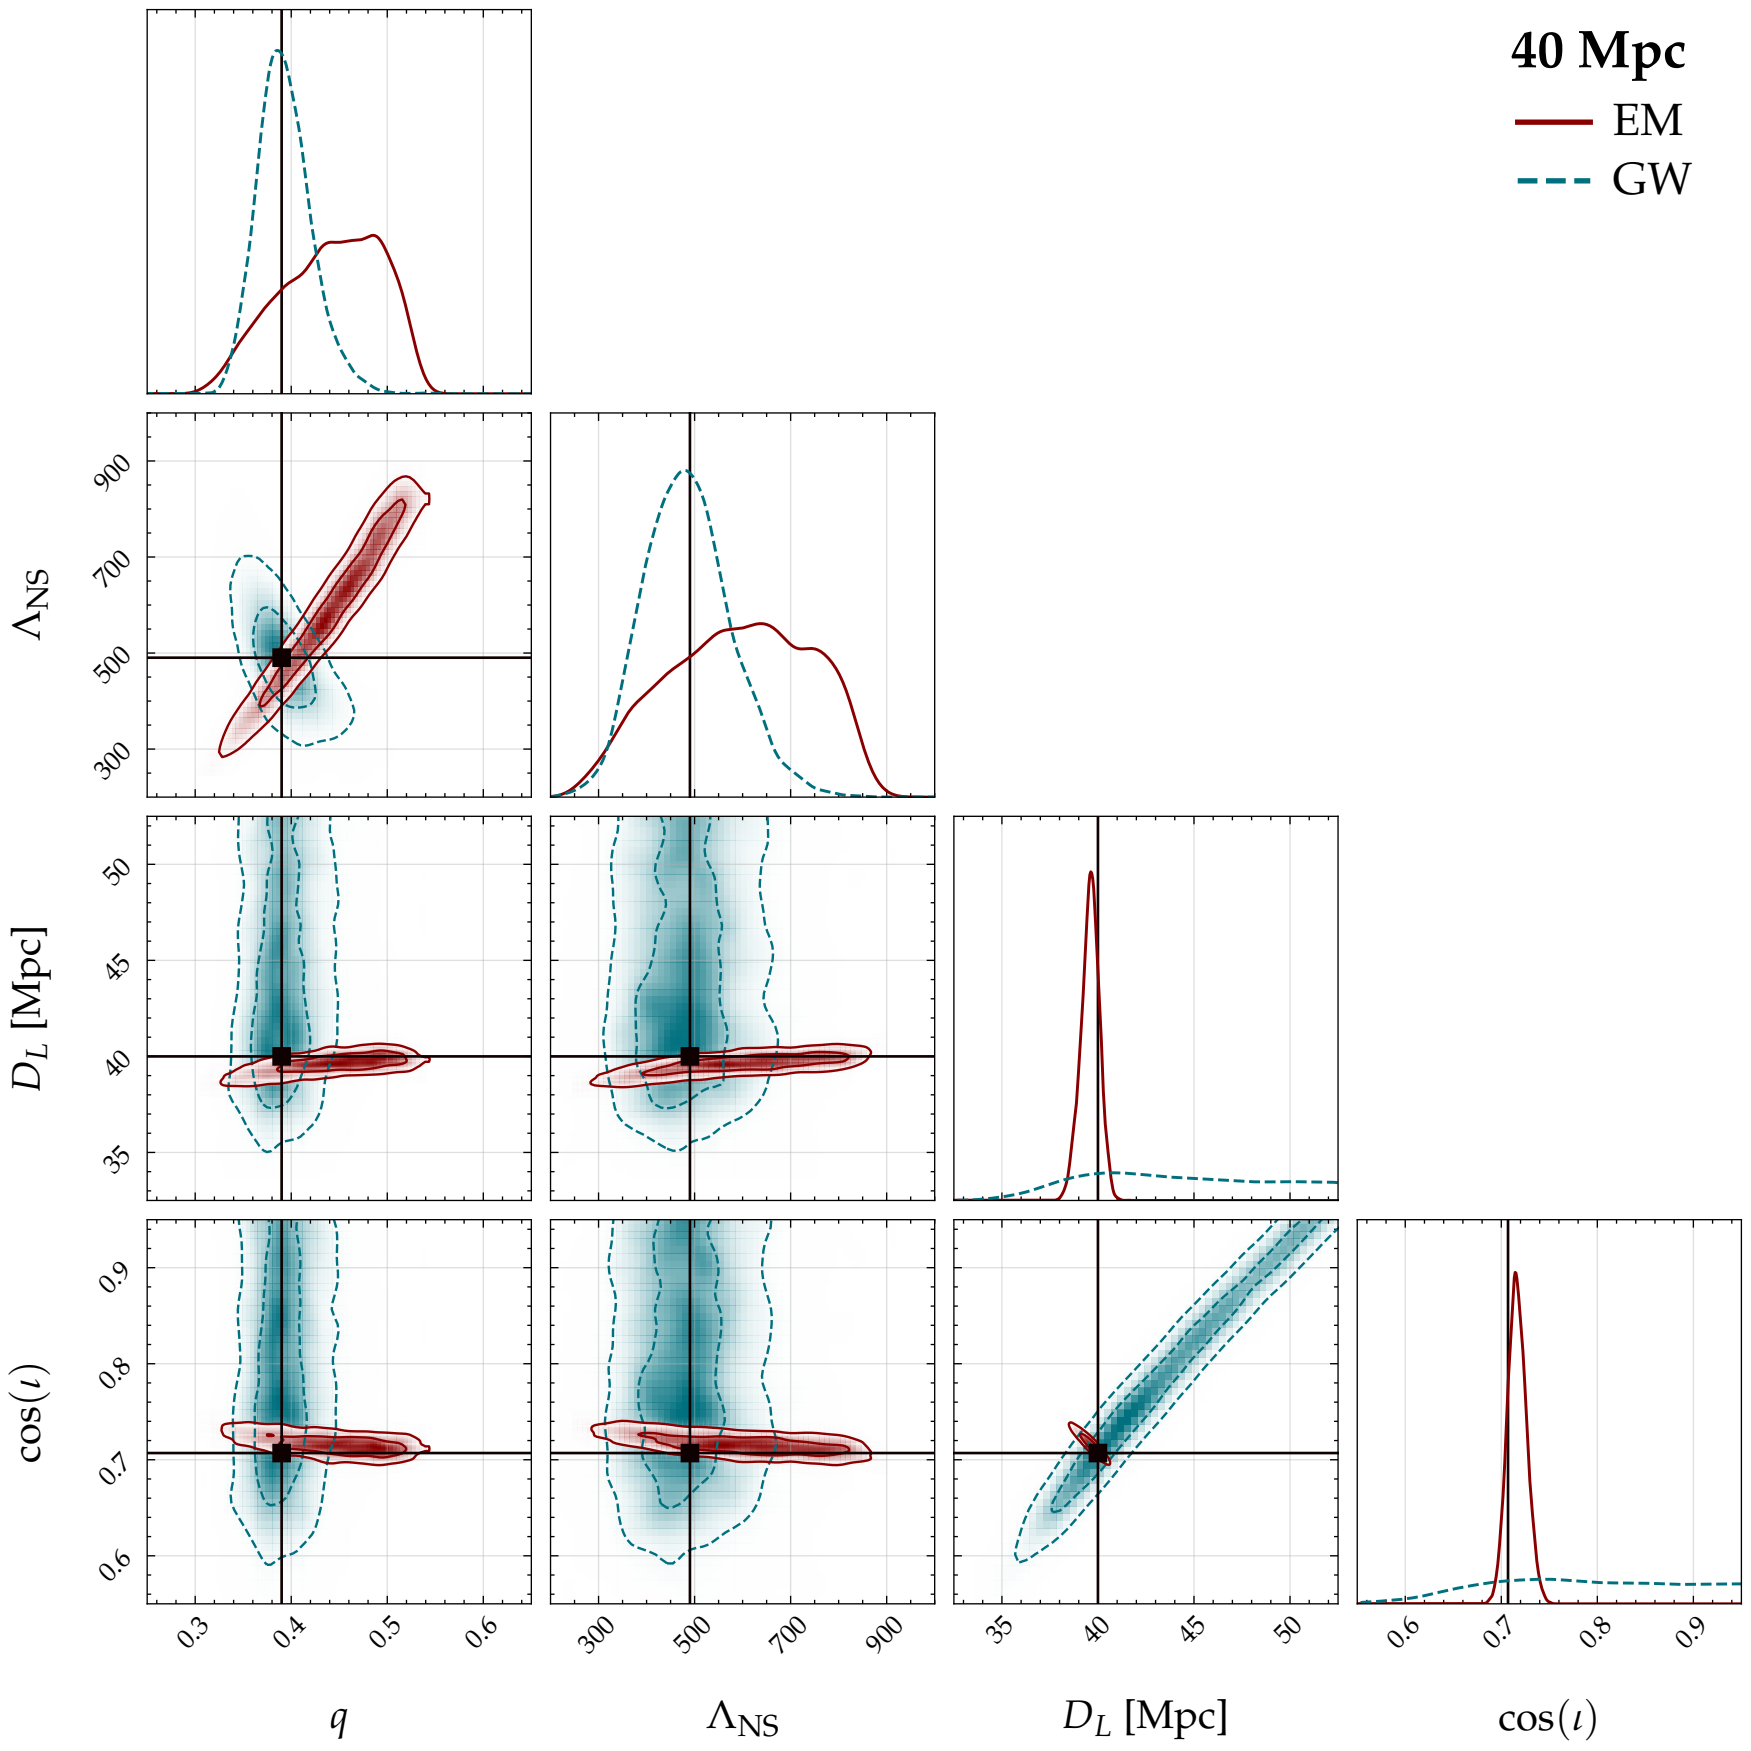 40 Mpc
EM
GW
Λ_NS
900
700
500
300
D_L [Mpc]
50
45
40
35
cos(ι)
0.9
0.8
0.7
0.6
0.3 0.4 0.5 0.6
300 500 700 900
35 40 45 50
0.6 0.7 0.8 0.9
q
Λ_NS
D_L [Mpc]
cos(ι)